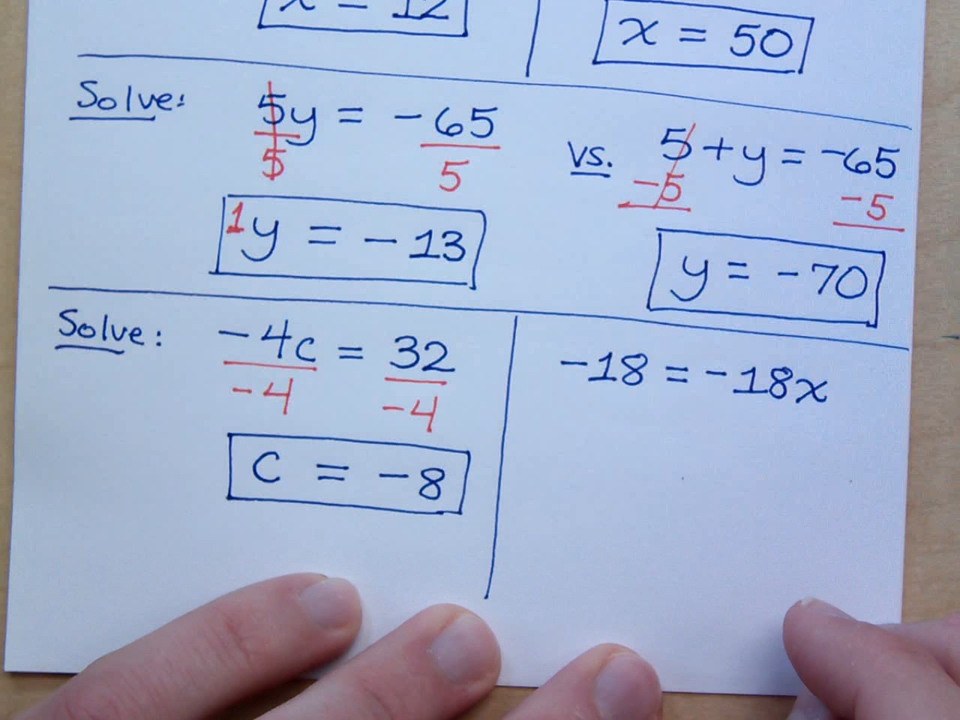 x = 12
x = 50
Solve: 5y = -65 vs. 5 + y = -65
5 5 -5 -5
1y = -13 y = -70
Solve: -4c = 32 -18 = -18x
-4 -4
c = -8